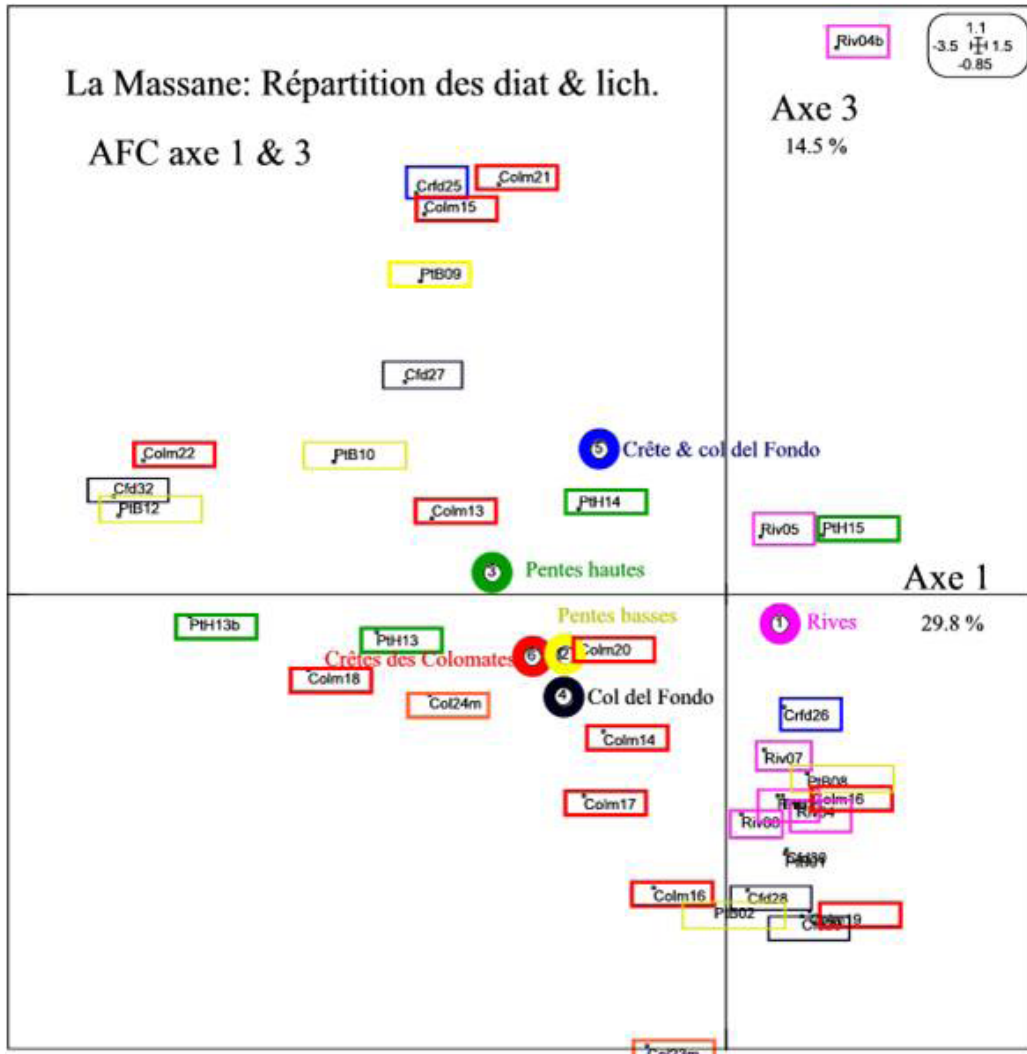 Riv04b
1.1
-3.5 1.5
-0.85
La Massane: Répartition des diat & lich.
Axe 3
14.5 %
AFC axe 1 & 3
Crfd25
Colm21
Colm15
PtB09
Cfd27
Colm22
PtB10
5
Crête & col del Fondo
Cfd32
PtB12
Colm13
PtH14
Riv05
PtH15
3
Pentes hautes
Axe 1
PtH13b
PtH13
Pentes basses
1
Rives
29.8 %
Crêtes des Colomates
6
2
Colm20
Colm18
Col24m
4
Col del Fondo
Crfd26
Colm14
Riv07
PtB08
Colm17
Colm16
Colm16
Cfd28
PtB02